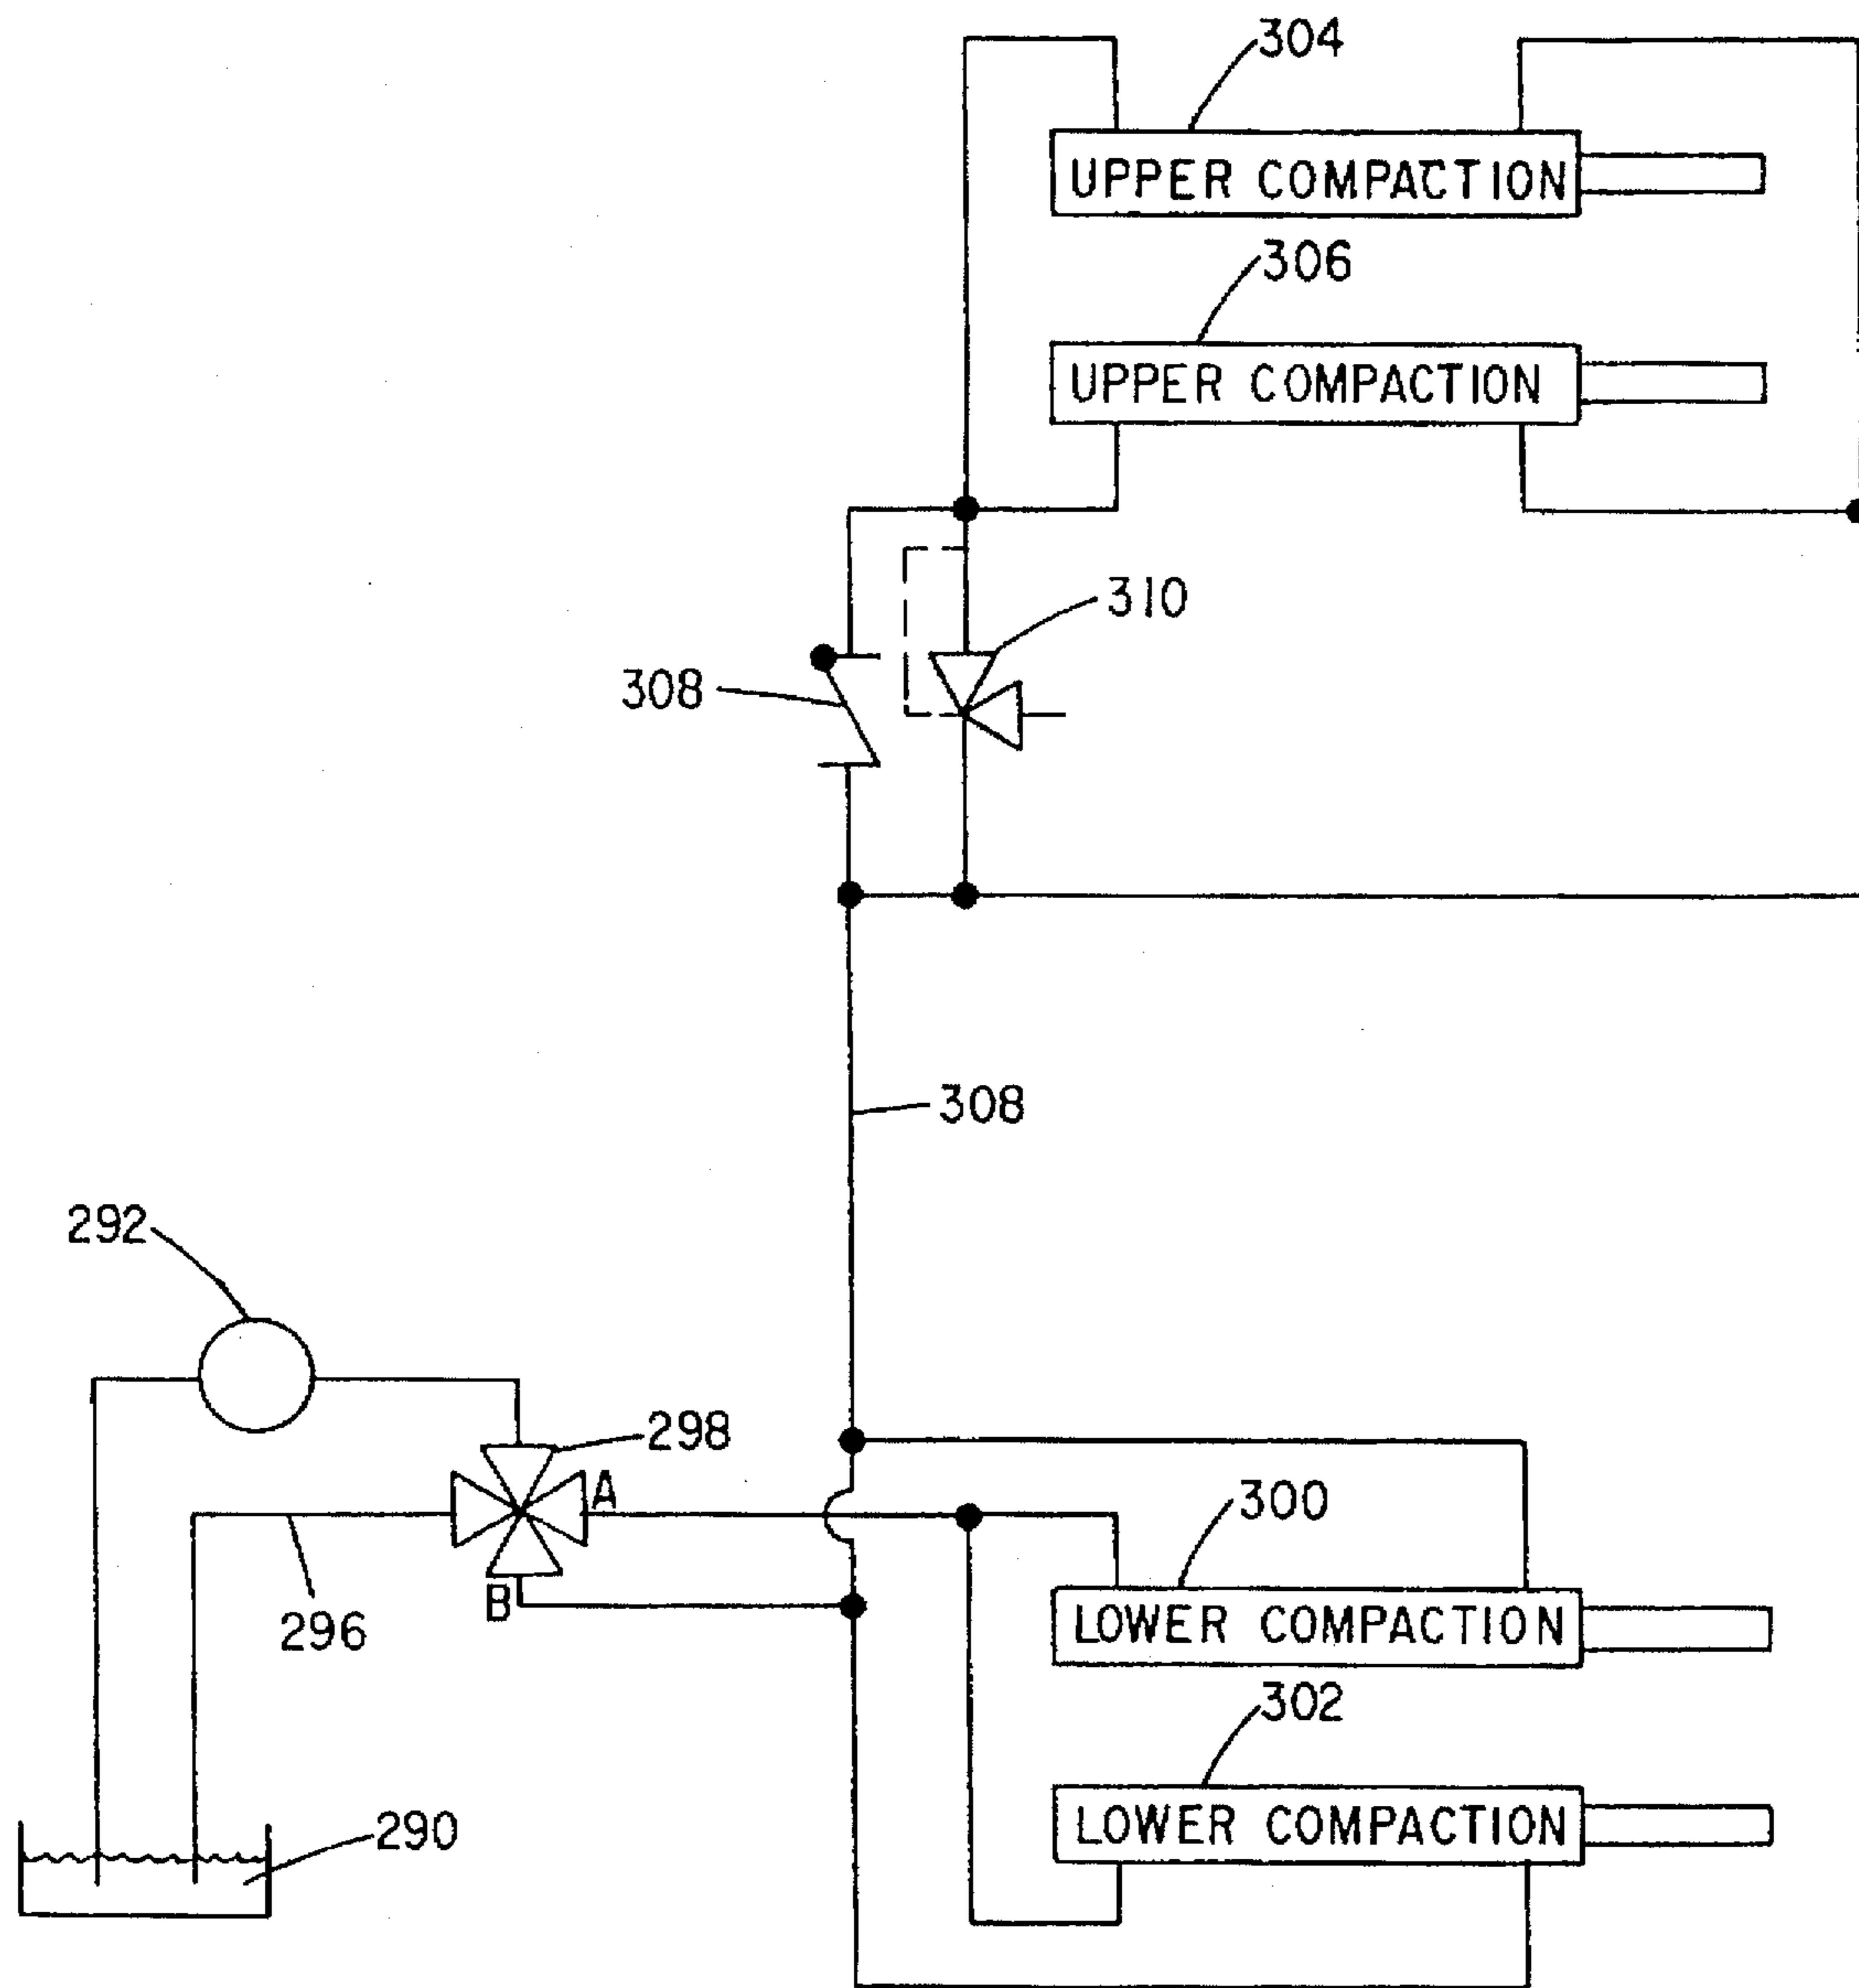 304
UPPER COMPACTION
306
UPPER COMPACTION
310
308
308
292
298
A
300
B
LOWER COMPACTION
296
302
290
LOWER COMPACTION